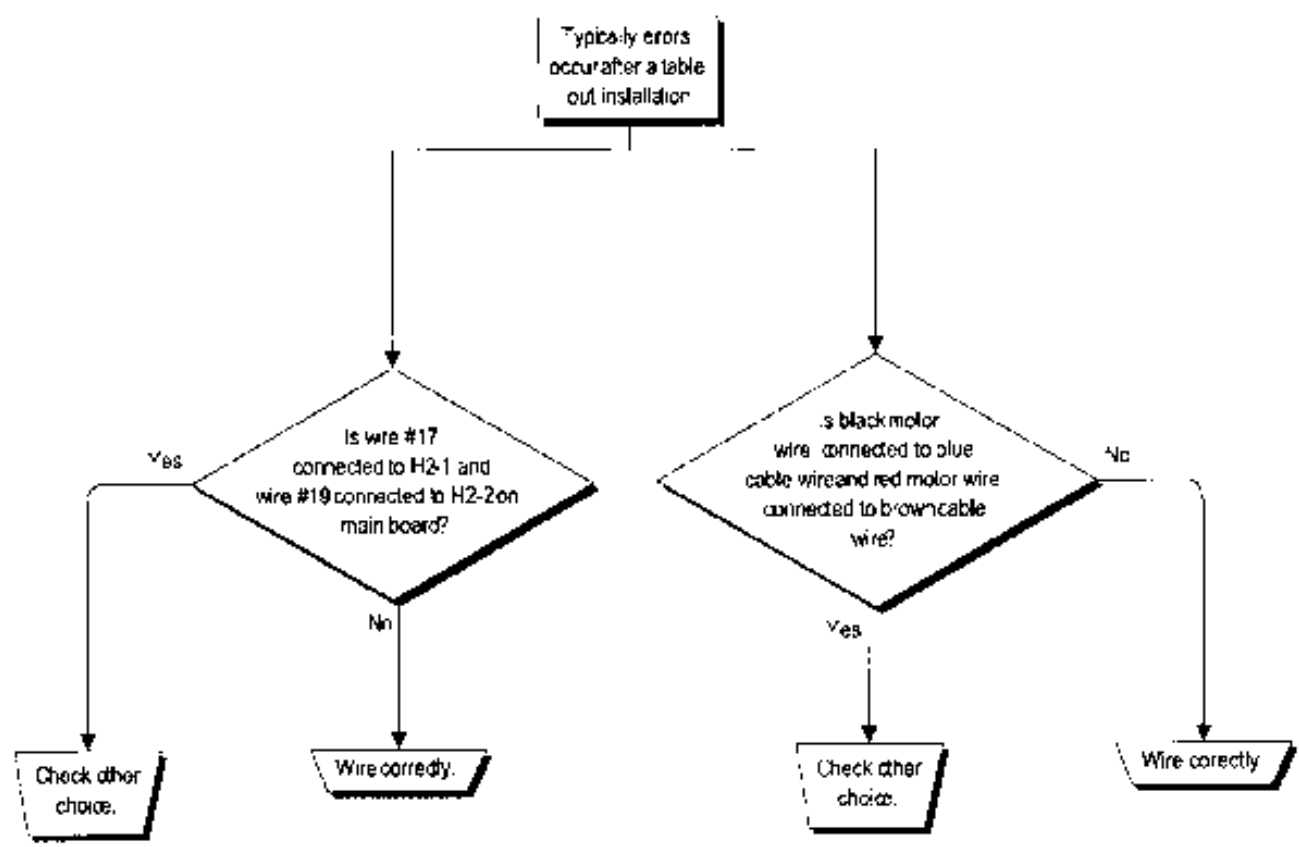 Typically errors
occur after a table
out installation
Is wire #17
connected to H2-1 and
wire #19 connected to H2-2 on
main board?
Yes
No
Is black motor
wire connected to blue
cable wire and red motor wire
connected to brown cable
wire?
No
Yes
Check other
choice.
Wire correctly.
Check other
choice.
Wire correctly